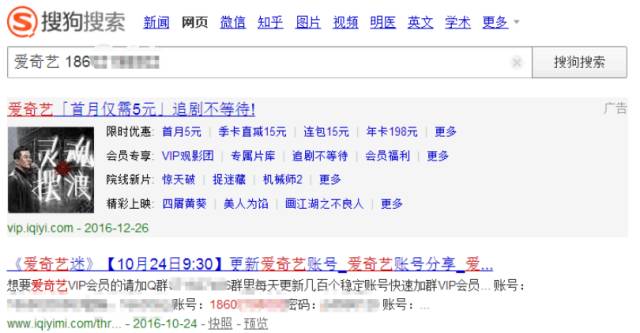 搜狗搜索 新闻 网页 微信 知乎 图片 视频 明医 英文 学术 更多
爱奇艺 186 搜狗搜索
爱奇艺「首月仅需5元」追剧不等待! 广告
灵魂摆渡
限时优惠: 首月5元 | 季卡直减15元 | 连包15元 | 年卡198元 | 更多
会员专享: VIP观影团 | 专属片库 | 追剧不等待 | 会员福利 | 更多
院线新片: 惊天破 | 捉迷藏 | 机械师2 | 更多
精彩上映: 四屠黄葵 | 美人为馅 | 画江湖之不良人 | 更多
vip.iqiyi.com - 2016-12-26
《爱奇艺迷》【10月24日9:30】更新爱奇艺账号_爱奇艺账号分享_爱...
想要爱奇艺VIP会员的请加Q群: 群里每天更新几百个稳定账号快速加群VIP会员... 账号:
账号: 1860 密码: 账号: ...
www.iqiyimi.com/thr... - 2016-10-24 - 快照 - 预览